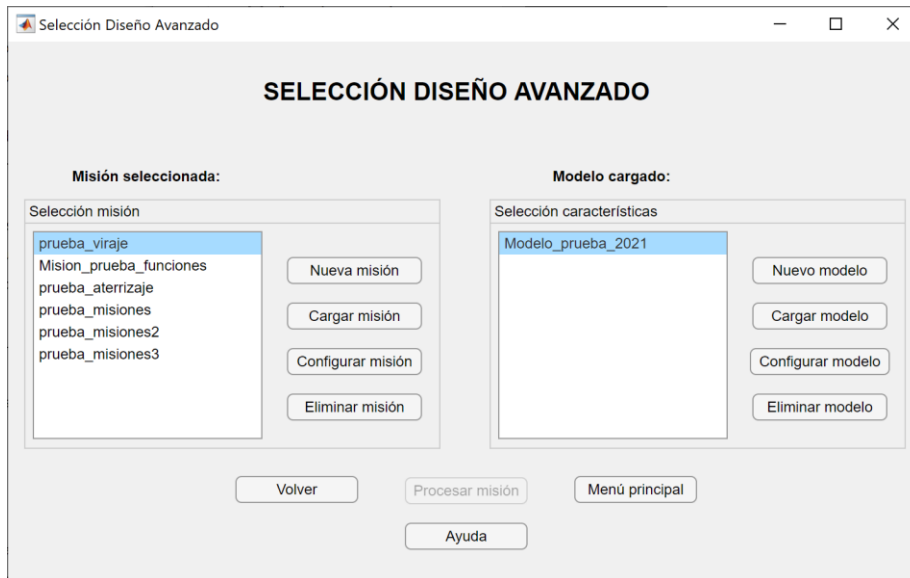 Selección Diseño Avanzado
SELECCIÓN DISEÑO AVANZADO
Misión seleccionada:
Modelo cargado:
Selección misión
prueba_viraje
Mision_prueba_funciones
prueba_aterrizaje
prueba_misiones
prueba_misiones2
prueba_misiones3
Nueva misión
Cargar misión
Configurar misión
Eliminar misión
Selección características
Modelo_prueba_2021
Nuevo modelo
Cargar modelo
Configurar modelo
Eliminar modelo
Volver
Procesar misión
Menú principal
Ayuda